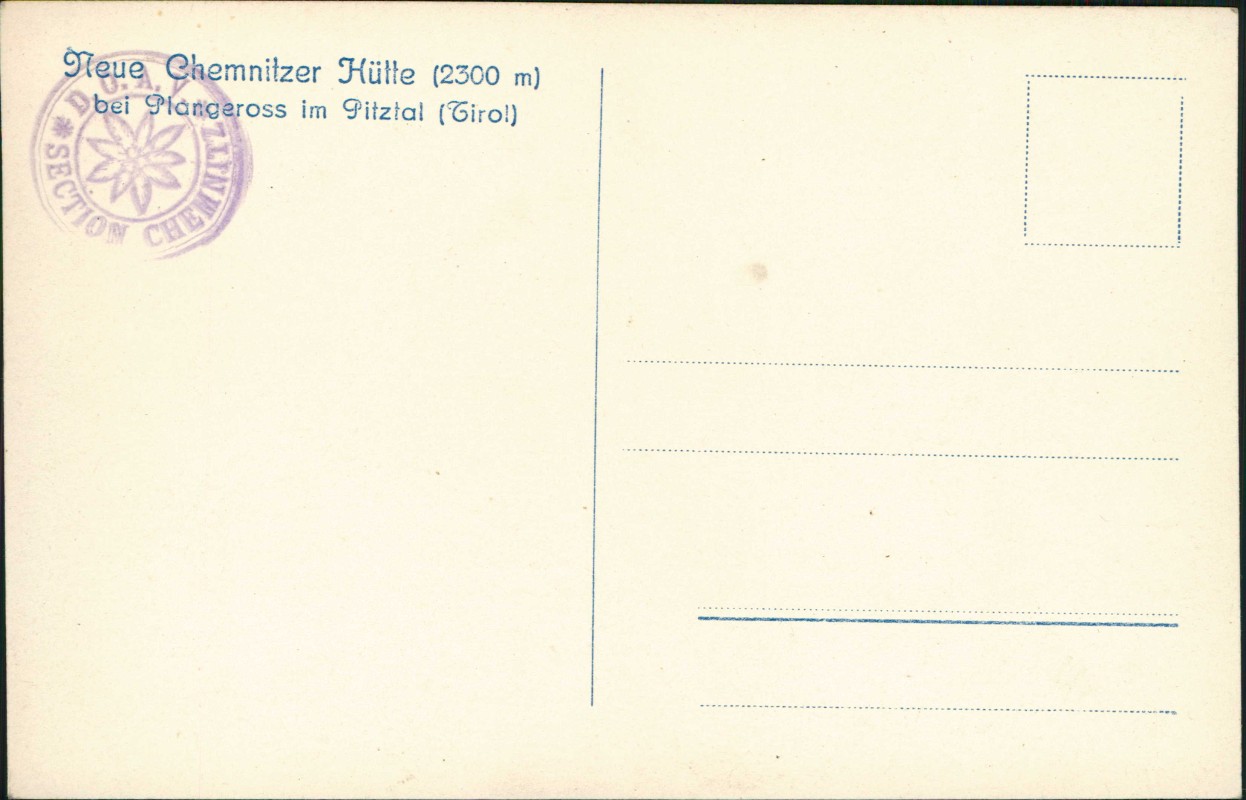 Neue Chemnitzer Hütte (2300 m)
bei Plangeross im Pitztal (Tirol)
D. U. A. V.
* SECTION CHEMNITZ *